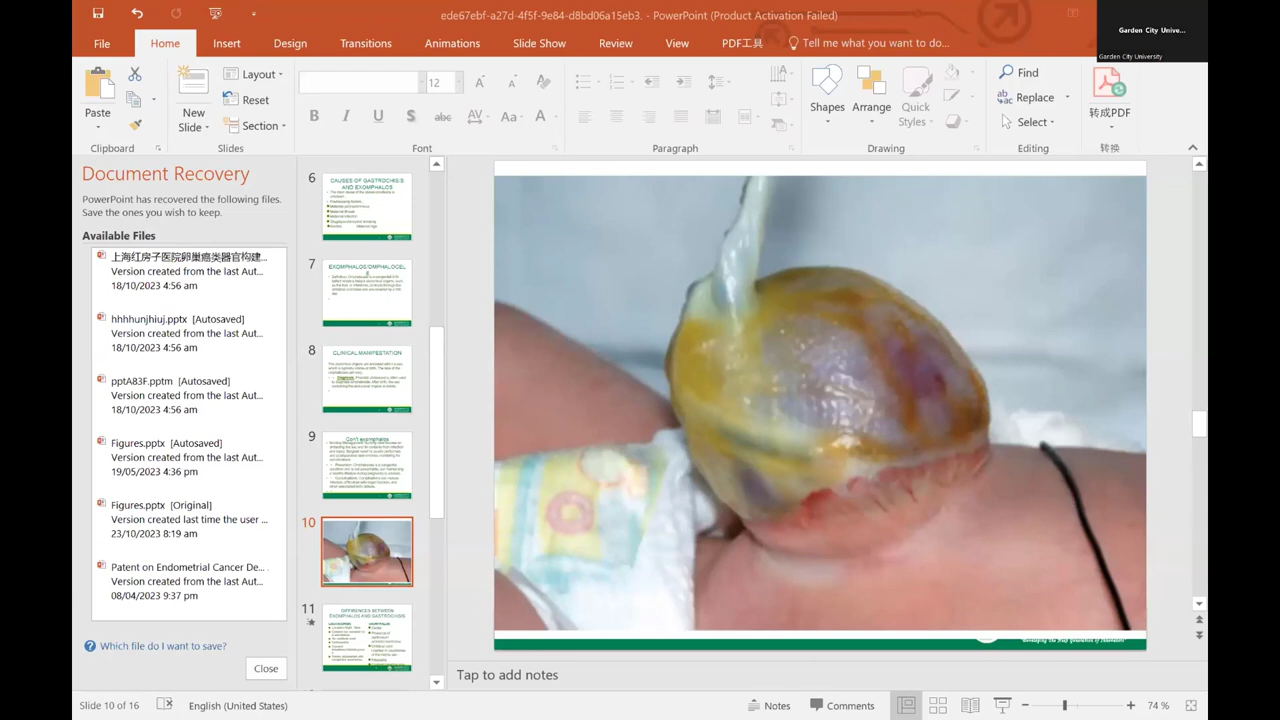 ede67ebf-a27d-4f5f-9e84-d8bd06a15eb3. - PowerPoint (Product Activation Failed)
Garden City Unive...
Garden City University
File
Home
Insert
Design
Transitions
Animations
Slide Show
Review
View
PDF工具
Tell me what you want to do...
Paste
New
Slide
Layout
Reset
Section
12
B I U S abc AV Aa A
Shapes
Arrange
Quick
Styles
Find
Replace
Select
转成PDF
Clipboard
Slides
Font
Paragraph
Drawing
Editing
转换
Document Recovery
PowerPoint has recovered the following files.
Save the ones you wish to keep.
Available Files
上海红房子医院卵巢癌类器官构建...
Version created from the last Aut...
18/10/2023 4:56 am
hhhhunjhiuj.pptx [Autosaved]
Version created from the last Aut...
18/10/2023 4:56 am
[Autosaved]
Version created from the last Aut...
18/10/2023 4:56 am
Figures.pptx [Autosaved]
Version created from the last Aut...
19/05/2023 4:36 pm
Figures.pptx [Original]
Version created last time the user ...
23/10/2023 8:19 am
Patent on Endometrial Cancer De...
Version created from the last Aut...
08/04/2023 9:37 pm
Which file do I want to save?
Close
6
CAUSES OF GASTROCHISIS
AND EXOMPHALOS
7
EXOMPHALOS/OMPHALOCEL
8
CLINICAL MANIFESTATION
9
Con't exomphalos
10
11
DIFFERENCES BETWEEN
EXOMPHALOS AND GASTROCHISIS
Developing The Next Generation of Innovators
Tap to add notes
Slide 10 of 16
English (United States)
Notes
Comments
74 %